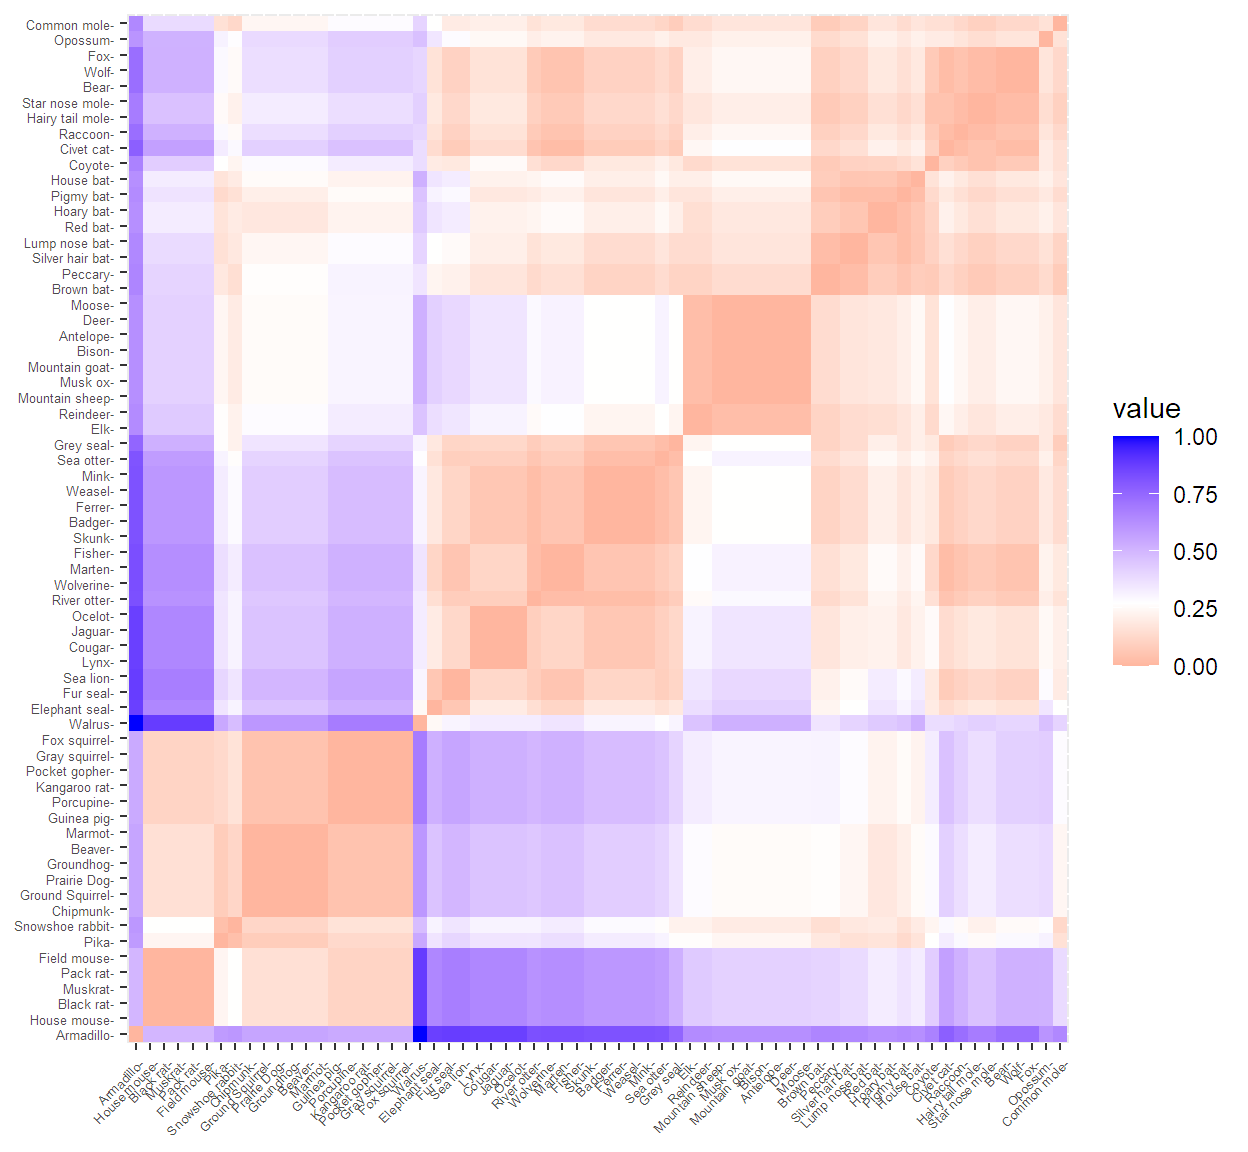 Common mole-
Opossum-
Fox-
Wolf-
Bear-
Star nose mole-
Hairy tail mole-
Raccoon-
Civet cat-
Coyote-
House bat-
Pigmy bat-
Hoary bat-
Red bat-
Lump nose bat-
Silver hair bat-
Peccary-
Brown bat-
Moose-
Deer-
Antelope-
Bison-
Mountain goat-
Musk ox-
Mountain sheep-
Reindeer-
Elk-
Grey seal-
Sea otter-
Mink-
Weasel-
Ferrer-
Badger-
Skunk-
Fisher-
Marten-
Wolverine-
River otter-
Ocelot-
Jaguar-
Cougar-
Lynx-
Sea lion-
Fur seal-
Elephant seal-
Walrus-
Fox squirrel-
Gray squirrel-
Pocket gopher-
Kangaroo rat-
Porcupine-
Guinea pig-
Marmot-
Beaver-
Groundhog-
Prairie Dog-
Ground Squirrel-
Chipmunk-
Snowshoe rabbit-
Pika-
Field mouse-
Pack rat-
Muskrat-
Black rat-
House mouse-
Armadillo-
value
1.00
0.75
0.50
0.25
0.00
Armadillo-
House mouse-
Black rat-
Muskrat-
Pack rat-
Field mouse-
Pika-
Snowshoe rabbit-
Chipmunk-
Ground Squirrel-
Prairie Dog-
Groundhog-
Beaver-
Marmot-
Guinea pig-
Porcupine-
Kangaroo rat-
Pocket gopher-
Gray squirrel-
Fox squirrel-
Walrus-
Elephant seal-
Fur seal-
Sea lion-
Lynx-
Cougar-
Jaguar-
Ocelot-
River otter-
Wolverine-
Marten-
Fisher-
Skunk-
Badger-
Ferrer-
Weasel-
Mink-
Sea otter-
Grey seal-
Elk-
Reindeer-
Mountain sheep-
Musk ox-
Mountain goat-
Bison-
Antelope-
Deer-
Moose-
Brown bat-
Peccary-
Silver hair bat-
Lump nose bat-
Red bat-
Hoary bat-
Pigmy bat-
House bat-
Coyote-
Civet cat-
Raccoon-
Hairy tail mole-
Star nose mole-
Bear-
Wolf-
Fox-
Opossum-
Common mole-